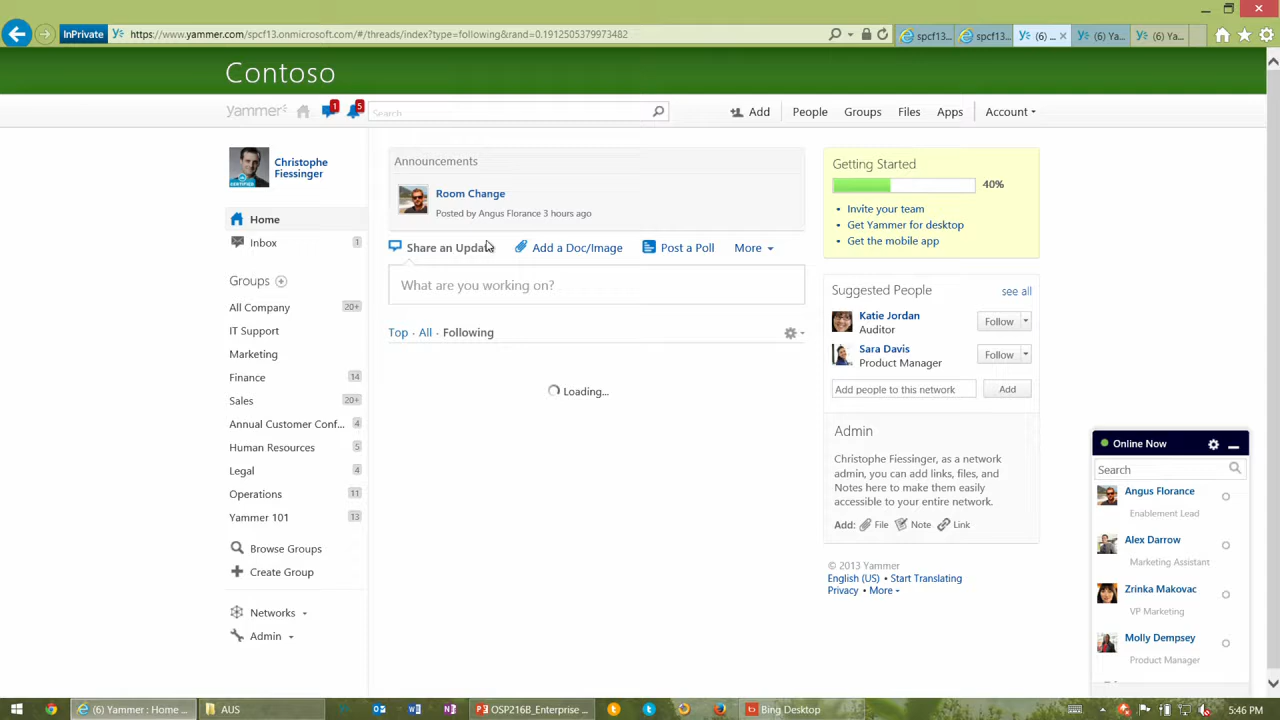 InPrivate
https://www.yammer.com/spcf13.onmicrosoft.com/#/threads/index?type=following&rand=0.1912505379973482
spcf13...
spcf13...
(6) ...
(6) Ya...
(6) Ya...
Contoso
yammer
1
5
Search
Add
People
Groups
Files
Apps
Account
Christophe
Fiessinger
Home
Inbox
1
Groups
All Company
20+
IT Support
Marketing
Finance
14
Sales
20+
Annual Customer Conf...
4
Human Resources
5
Legal
4
Operations
11
Yammer 101
13
Browse Groups
Create Group
Networks
Admin
Announcements
Room Change
Posted by Angus Florance 3 hours ago
Share an Update
Add a Doc/Image
Post a Poll
More
What are you working on?
Top · All · Following
Loading...
Getting Started
40%
• Invite your team
• Get Yammer for desktop
• Get the mobile app
Suggested People
see all
Katie Jordan
Auditor
Follow
Sara Davis
Product Manager
Follow
Add people to this network
Add
Admin
Christophe Fiessinger, as a network
admin, you can add links, files, and
Notes here to make them easily
accessible to your entire network.
Add: File Note Link
© 2013 Yammer
English (US) • Start Translating
Privacy • More
Online Now
Search
Angus Florance
Enablement Lead
Alex Darrow
Marketing Assistant
Zrinka Makovac
VP Marketing
Molly Dempsey
Product Manager
(6) Yammer : Home ...
AUS
OSP216B_Enterprise ...
Bing Desktop
5:46 PM